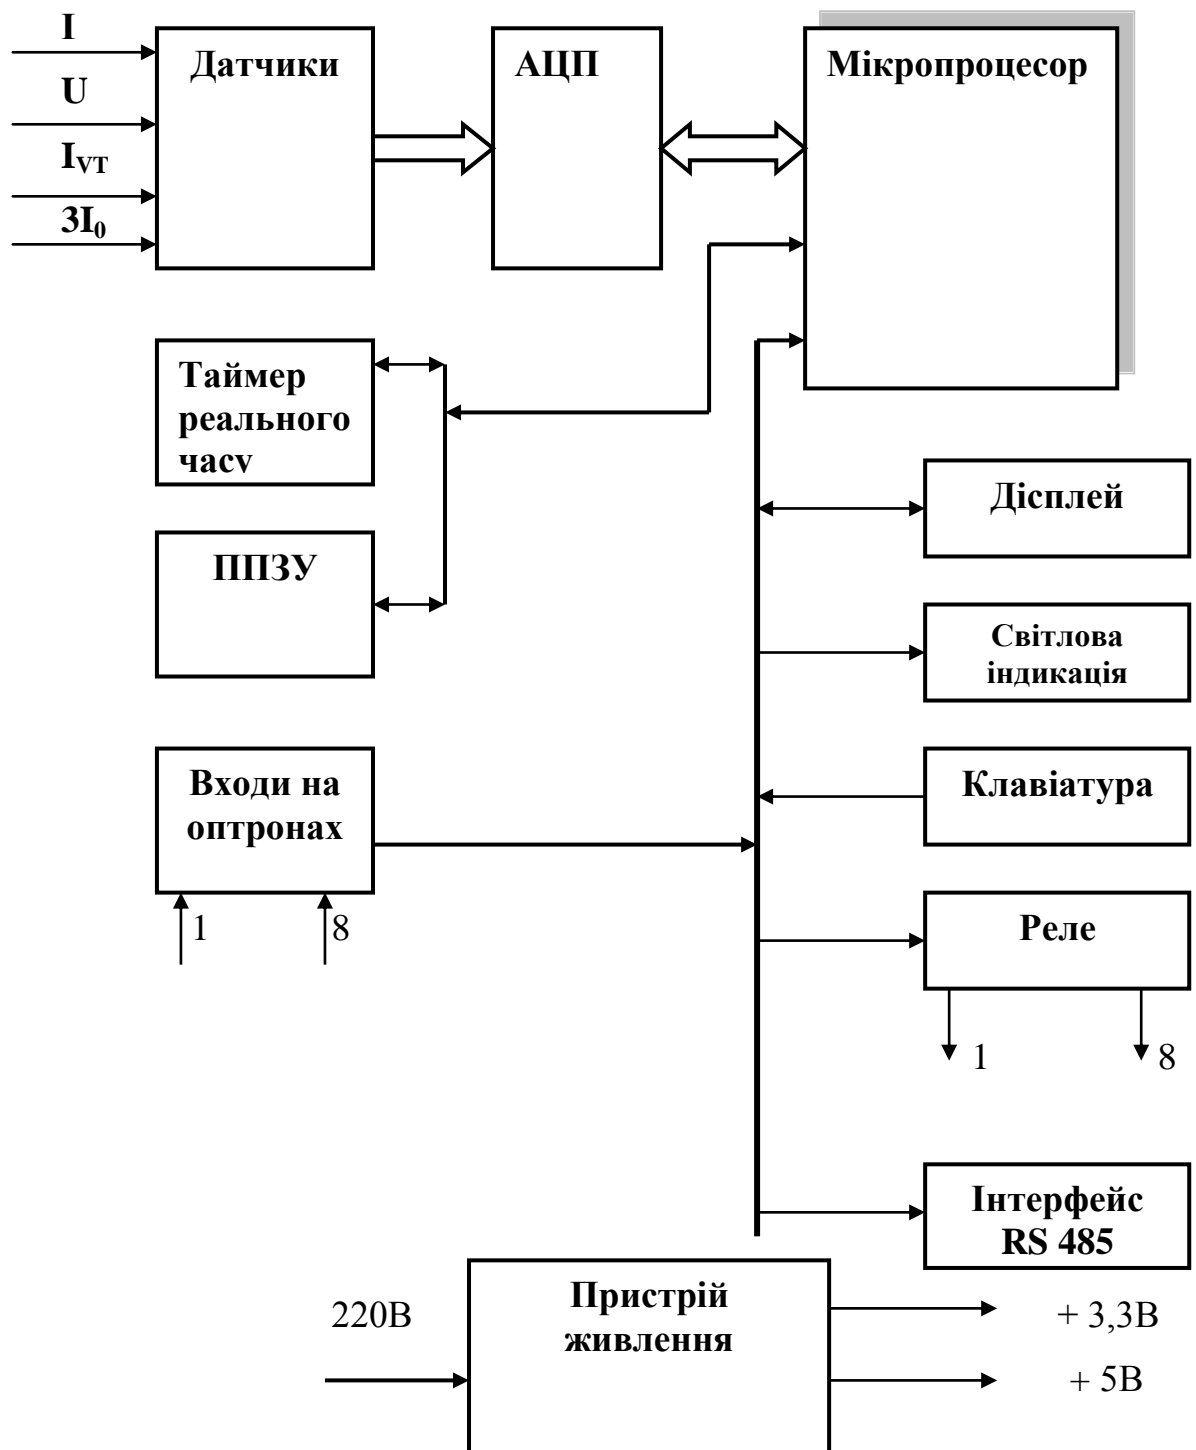 I
U
I_VT
3I_0
Датчики
АЦП
Мікропроцесор
Таймер
реального
часу
ППЗУ
Входи на
оптронах
1
8
Дісплей
Світлова
індикація
Клавіатура
Реле
1
8
Інтерфейс
RS 485
220В
Пристрій
живлення
+ 3,3В
+ 5В